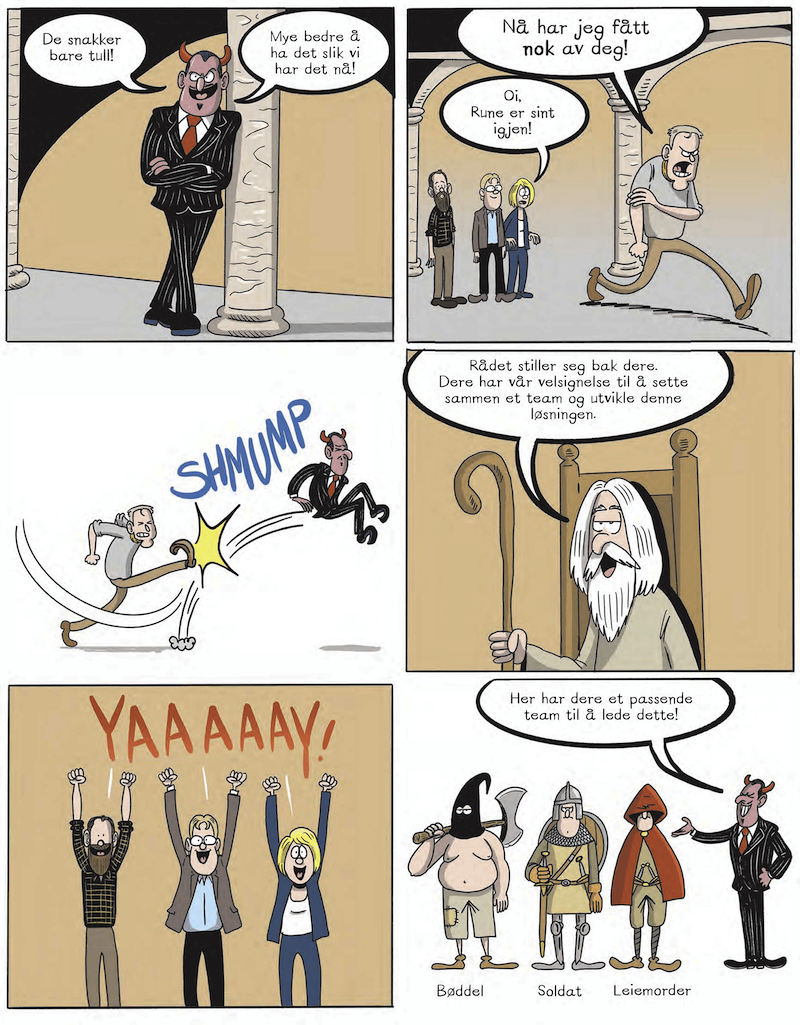 De snakker
bare tull!
Mye bedre å
ha det slik vi
har det nå!
Nå har jeg fått
nok av deg!
Oi,
Rune er sint
igjen!
SHMUMP
Rådet stiller seg bak dere.
Dere har vår velsignelse til å sette
sammen et team og utvikle denne
løsningen.
YAAAAAAY!
Her har dere et passende
team til å lede dette!
Bøddel
Soldat
Leiemorder